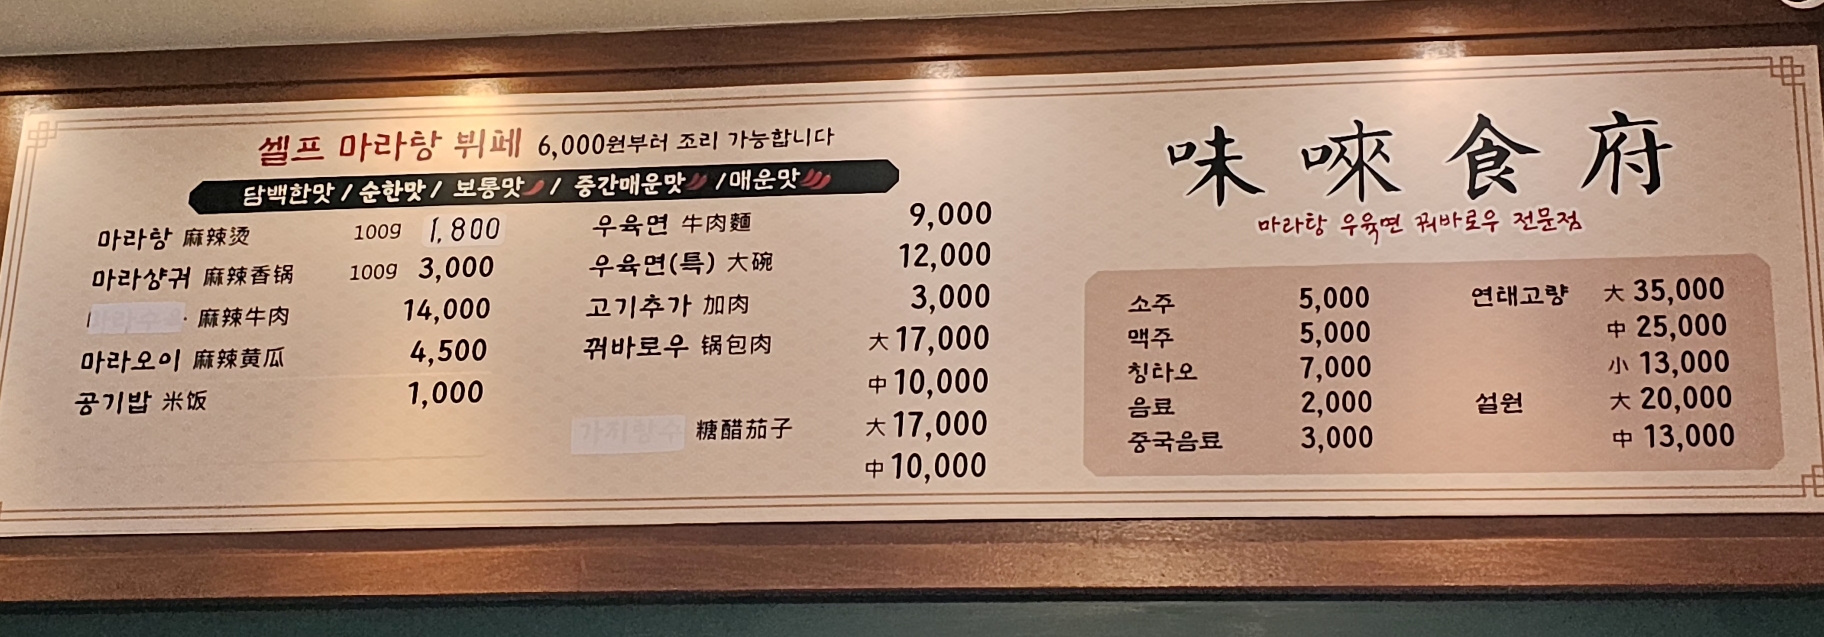 셀프 마라탕 뷔페 6,000원부터 조리 가능합니다
담백한맛 / 순한맛 / 보통맛 / 중간매운맛 / 매운맛
마라탕 麻辣烫 100g 1,800
마라샹궈 麻辣香锅 100g 3,000
麻辣牛肉 14,000
마라오이 麻辣黄瓜 4,500
공기밥 米饭 1,000
우육면 牛肉麵 9,000
우육면(특) 大碗 12,000
고기추가 加肉 3,000
꿔바로우 锅包肉 大 17,000
中 10,000
糖醋茄子 大 17,000
中 10,000
味唻食府
마라탕 우육면 꿔바로우 전문점
소주 5,000
맥주 5,000
칭타오 7,000
음료 2,000
중국음료 3,000
연태고량 大 35,000
中 25,000
小 13,000
설원 大 20,000
中 13,000